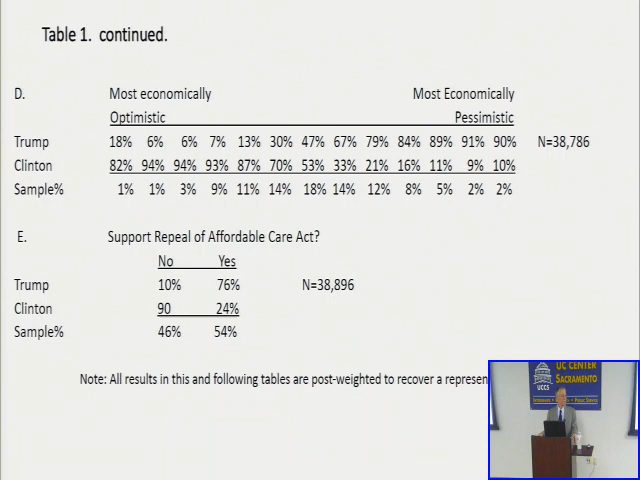 Table 1. continued.
D. Most economically Most Economically
Optimistic Pessimistic
Trump 18% 6% 6% 7% 13% 30% 47% 67% 79% 84% 89% 91% 90% N=38,786
Clinton 82% 94% 94% 93% 87% 70% 53% 33% 21% 16% 11% 9% 10%
Sample% 1% 1% 3% 9% 11% 14% 18% 14% 12% 8% 5% 2% 2%
E. Support Repeal of Affordable Care Act?
No Yes
Trump 10% 76% N=38,896
Clinton 90 24%
Sample% 46% 54%
Note: All results in this and following tables are post-weighted to recover a represen
UC CENTER
SACRAMENTO
UCCS